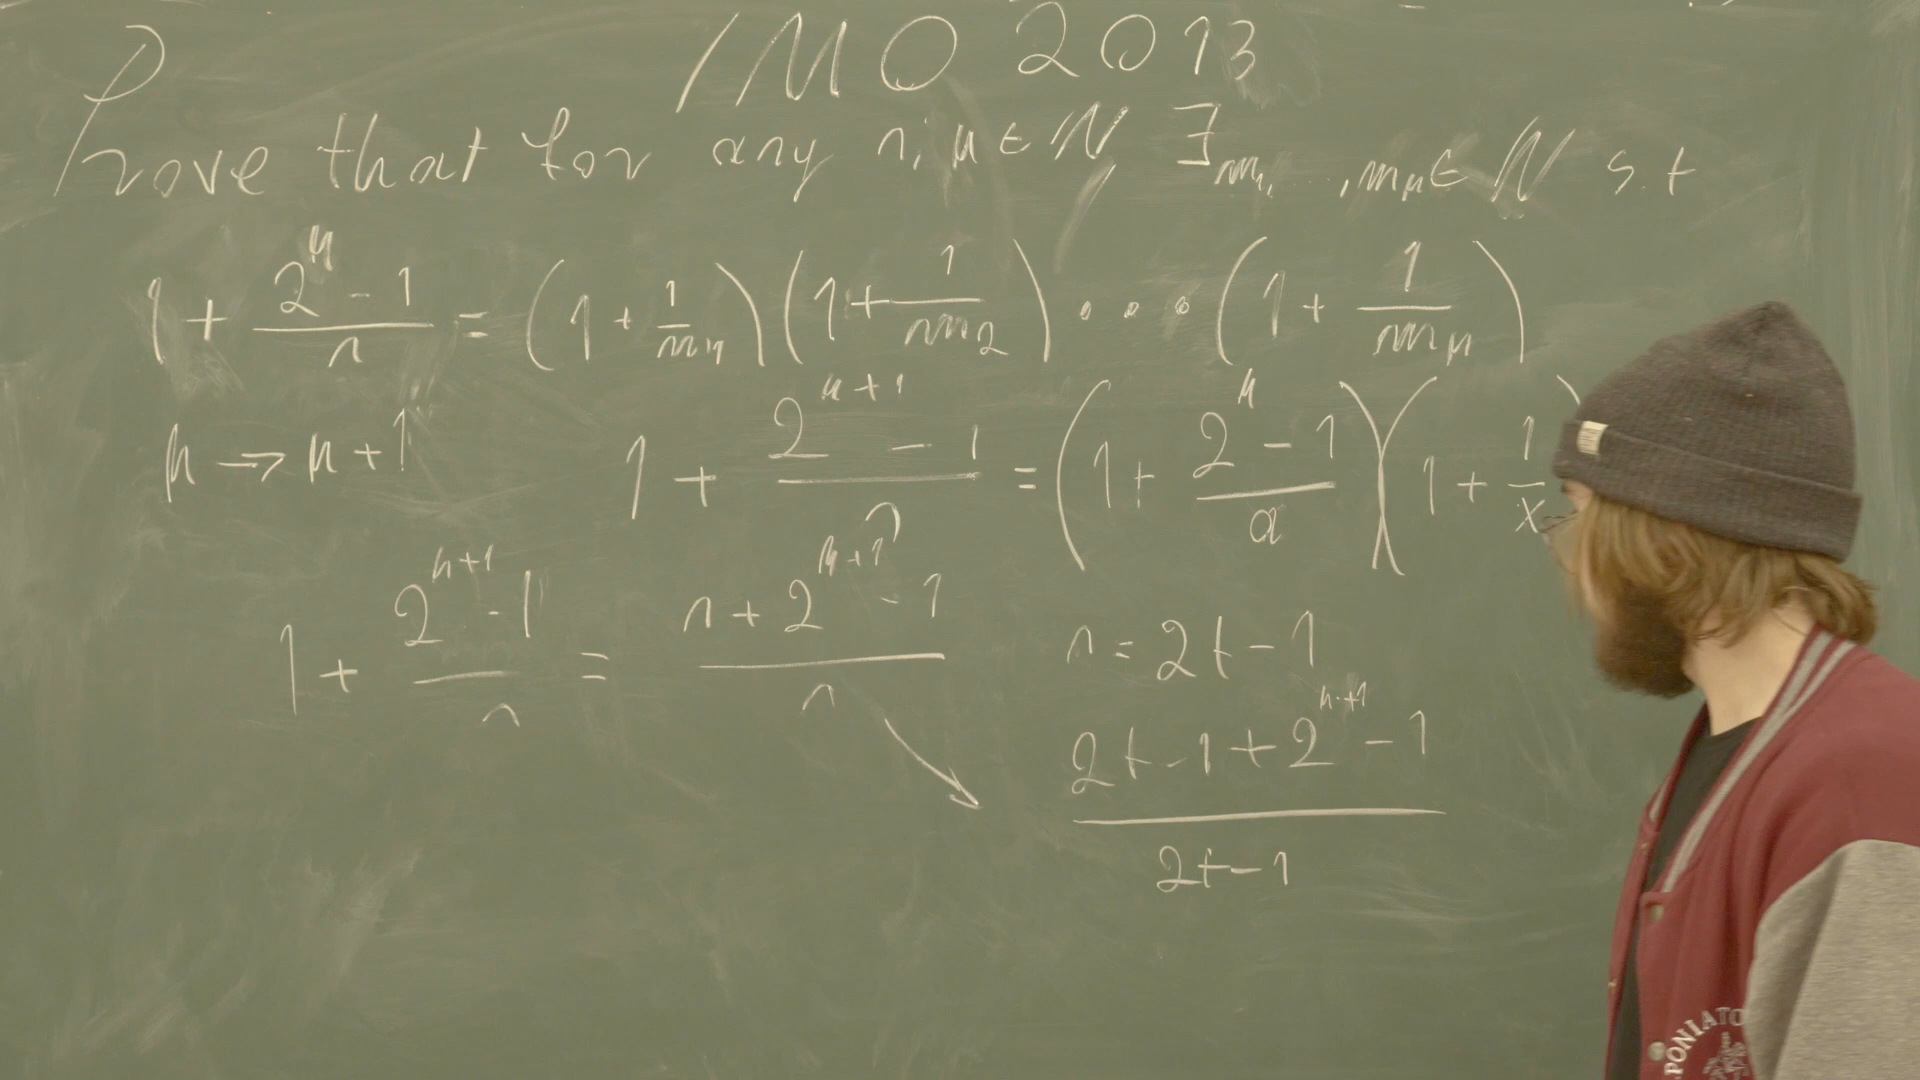 IMO 2013
Prove that for any n, k ∈ ℕ ∃ m₁, ..., mₖ ∈ ℕ s.t
1 + (2^k - 1)/n = (1 + 1/m₁)(1 + 1/m₂) ... (1 + 1/mₖ)
k → k+1 1 + (2^(k+1) - 1)/n = (1 + (2^k - 1)/a)(1 + 1/x)
1 + (2^(k+1) - 1)/n = (n + 2^(k+1) - 1)/n n = 2t - 1
(2t - 1 + 2^(k+1) - 1)/(2t - 1)
PONIATO